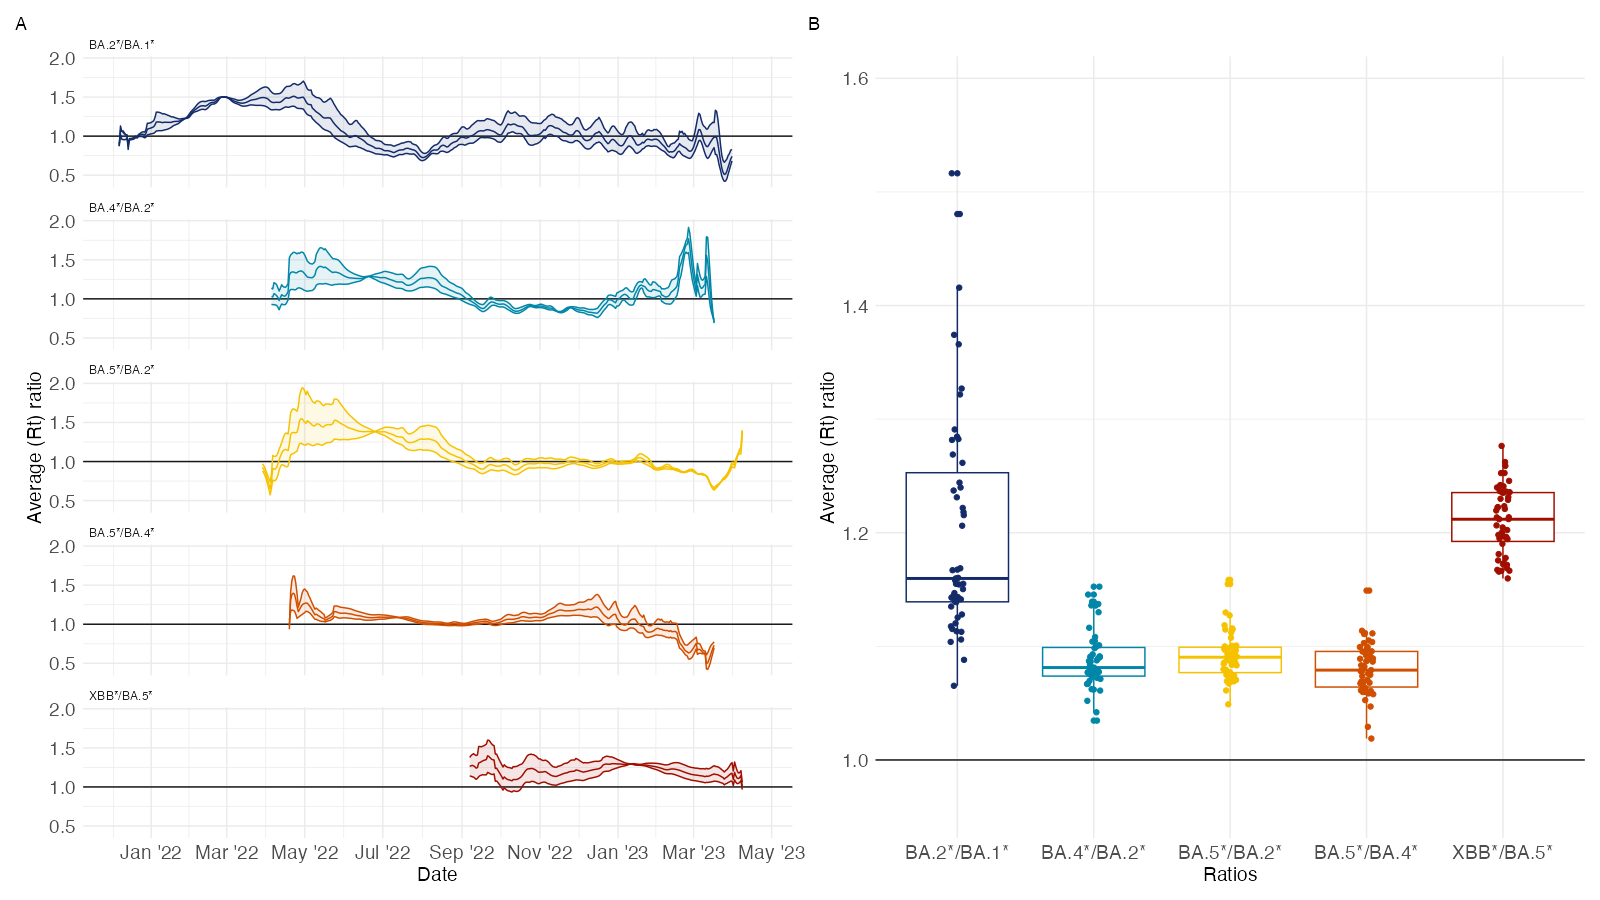 A
BA.2*/BA.1*
2.0
1.5
1.0
0.5
BA.4*/BA.2*
2.0
1.5
1.0
0.5
BA.5*/BA.2*
2.0
1.5
1.0
0.5
BA.5*/BA.4*
2.0
1.5
1.0
0.5
XBB*/BA.5*
2.0
1.5
1.0
0.5
Average (Rt) ratio
Jan '22 Mar '22 May '22 Jul '22 Sep '22 Nov '22 Jan '23 Mar '23 May '23
Date
B
1.6
1.4
1.2
1.0
Average (Rt) ratio
BA.2*/BA.1* BA.4*/BA.2* BA.5*/BA.2* BA.5*/BA.4* XBB*/BA.5*
Ratios